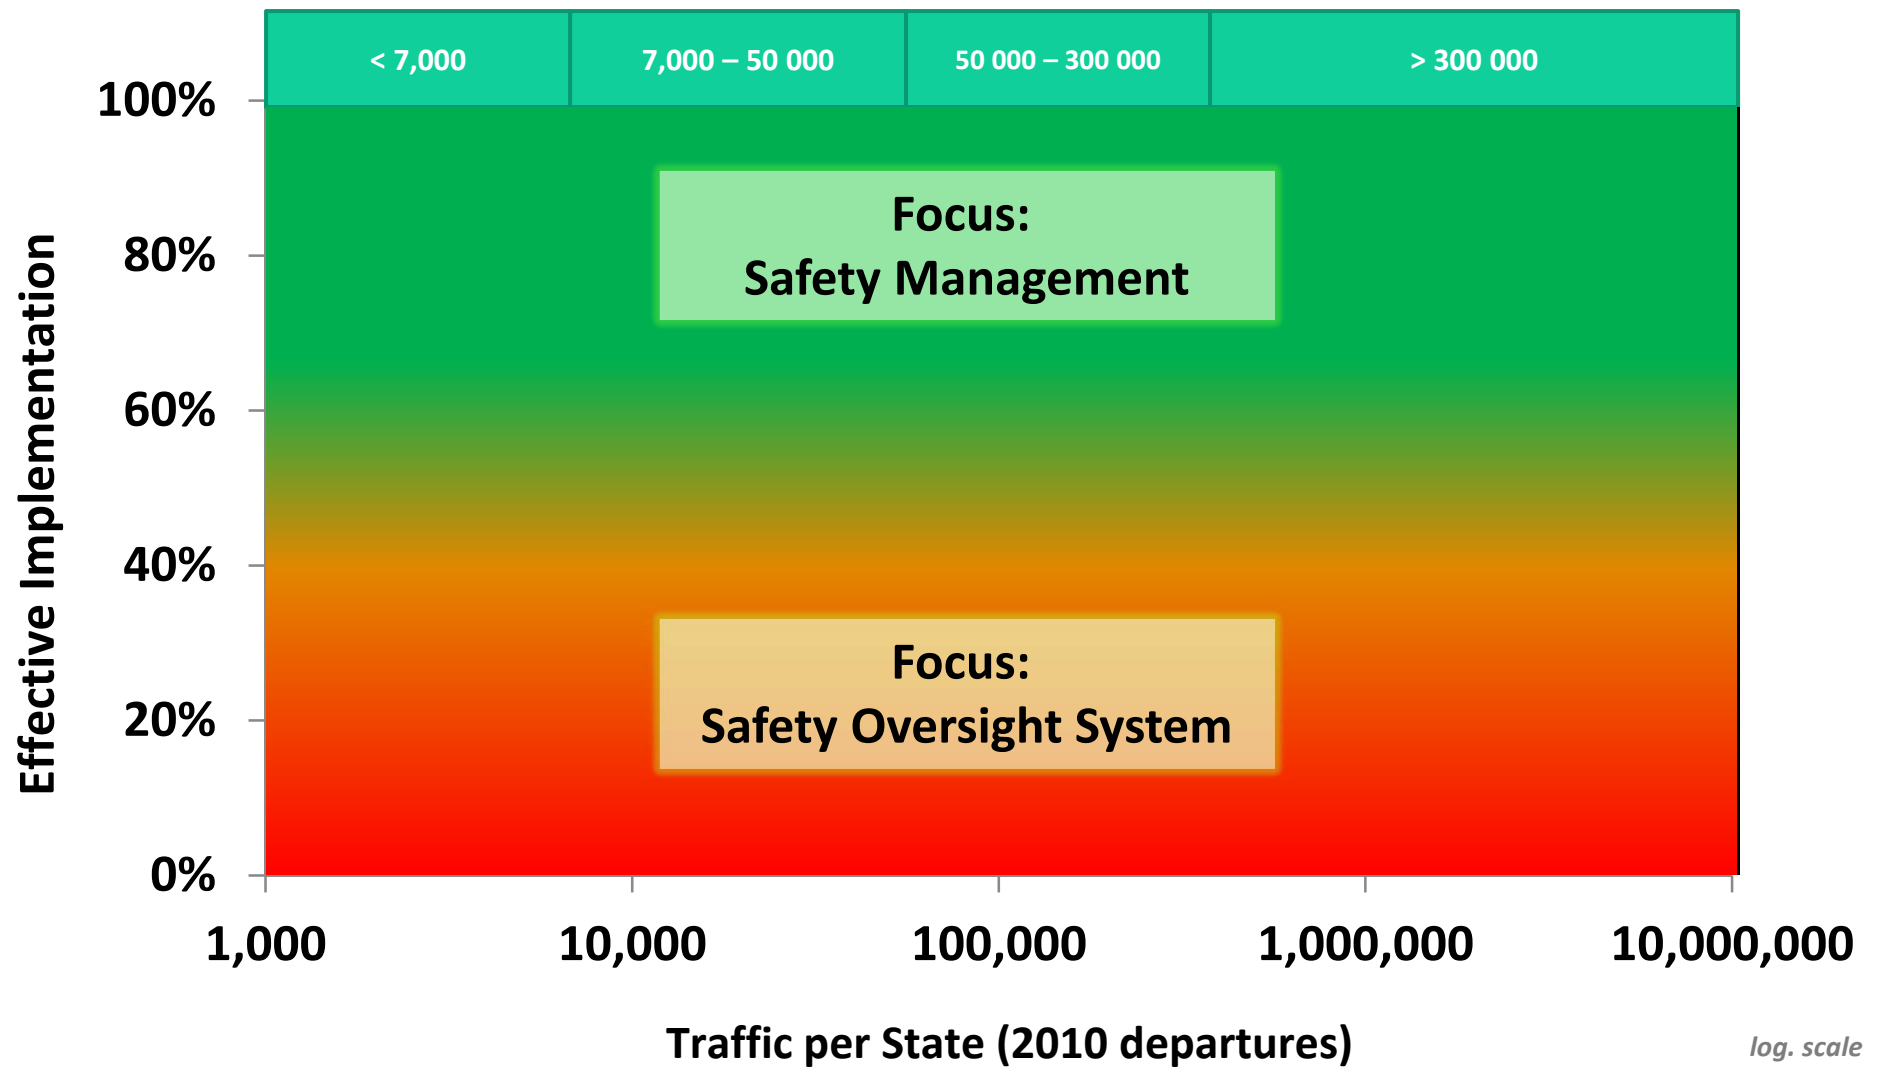 < 7,000
7,000 – 50 000
50 000 – 300 000
> 300 000
100%
80%
60%
40%
20%
0%
Effective Implementation
Focus:
Safety Management
Focus:
Safety Oversight System
1,000
10,000
100,000
1,000,000
10,000,000
Traffic per State (2010 departures)
log. scale